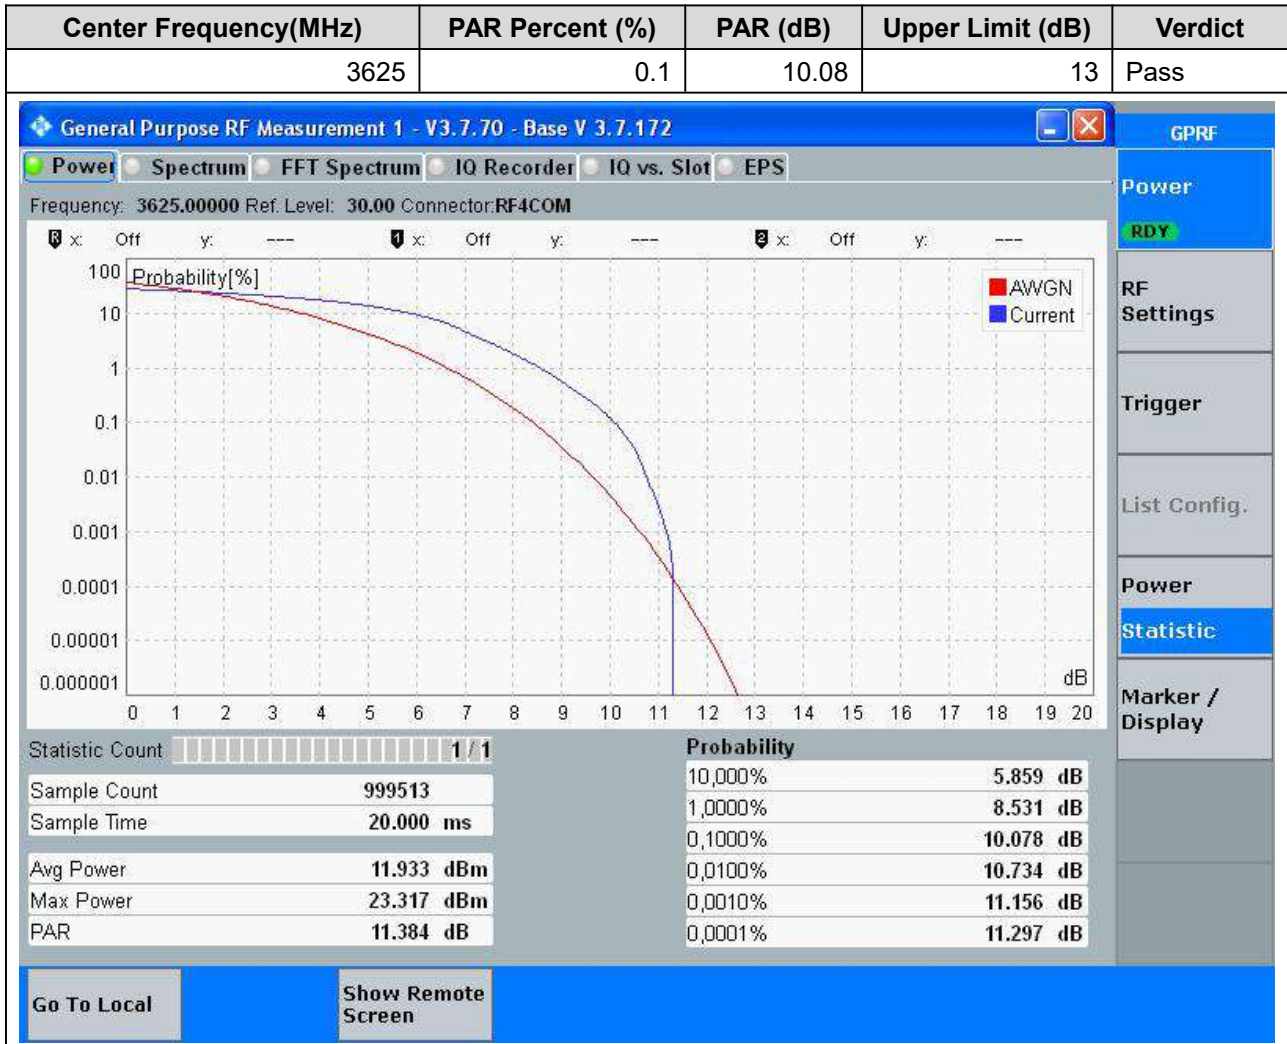 Center Frequency(MHz) PAR Percent (%) PAR (dB) Upper Limit (dB) Verdict
3625 0.1 10.08 13 Pass
General Purpose RF Measurement 1 - V3.7.70 - Base V 3.7.172
GPRF
Power Spectrum FFT Spectrum IQ Recorder IQ vs. Slot EPS
Frequency: 3625.00000 Ref. Level: 30.00 Connector:RF4COM
R x: Off y: --- 1 x: Off y: --- 2 x: Off y: ---
Probability[%]
AWGN
Current
100
10
1
0.1
0.01
0.001
0.0001
0.00001
0.000001
dB
0 1 2 3 4 5 6 7 8 9 10 11 12 13 14 15 16 17 18 19 20
Statistic Count 1 / 1
Sample Count 999513
Sample Time 20.000 ms
Avg Power 11.933 dBm
Max Power 23.317 dBm
PAR 11.384 dB
Probability
10,000% 5.859 dB
1,0000% 8.531 dB
0,1000% 10.078 dB
0,0100% 10.734 dB
0,0010% 11.156 dB
0,0001% 11.297 dB
Power
RDY
RF
Settings
Trigger
List Config.
Power
Statistic
Marker /
Display
Go To Local
Show Remote
Screen